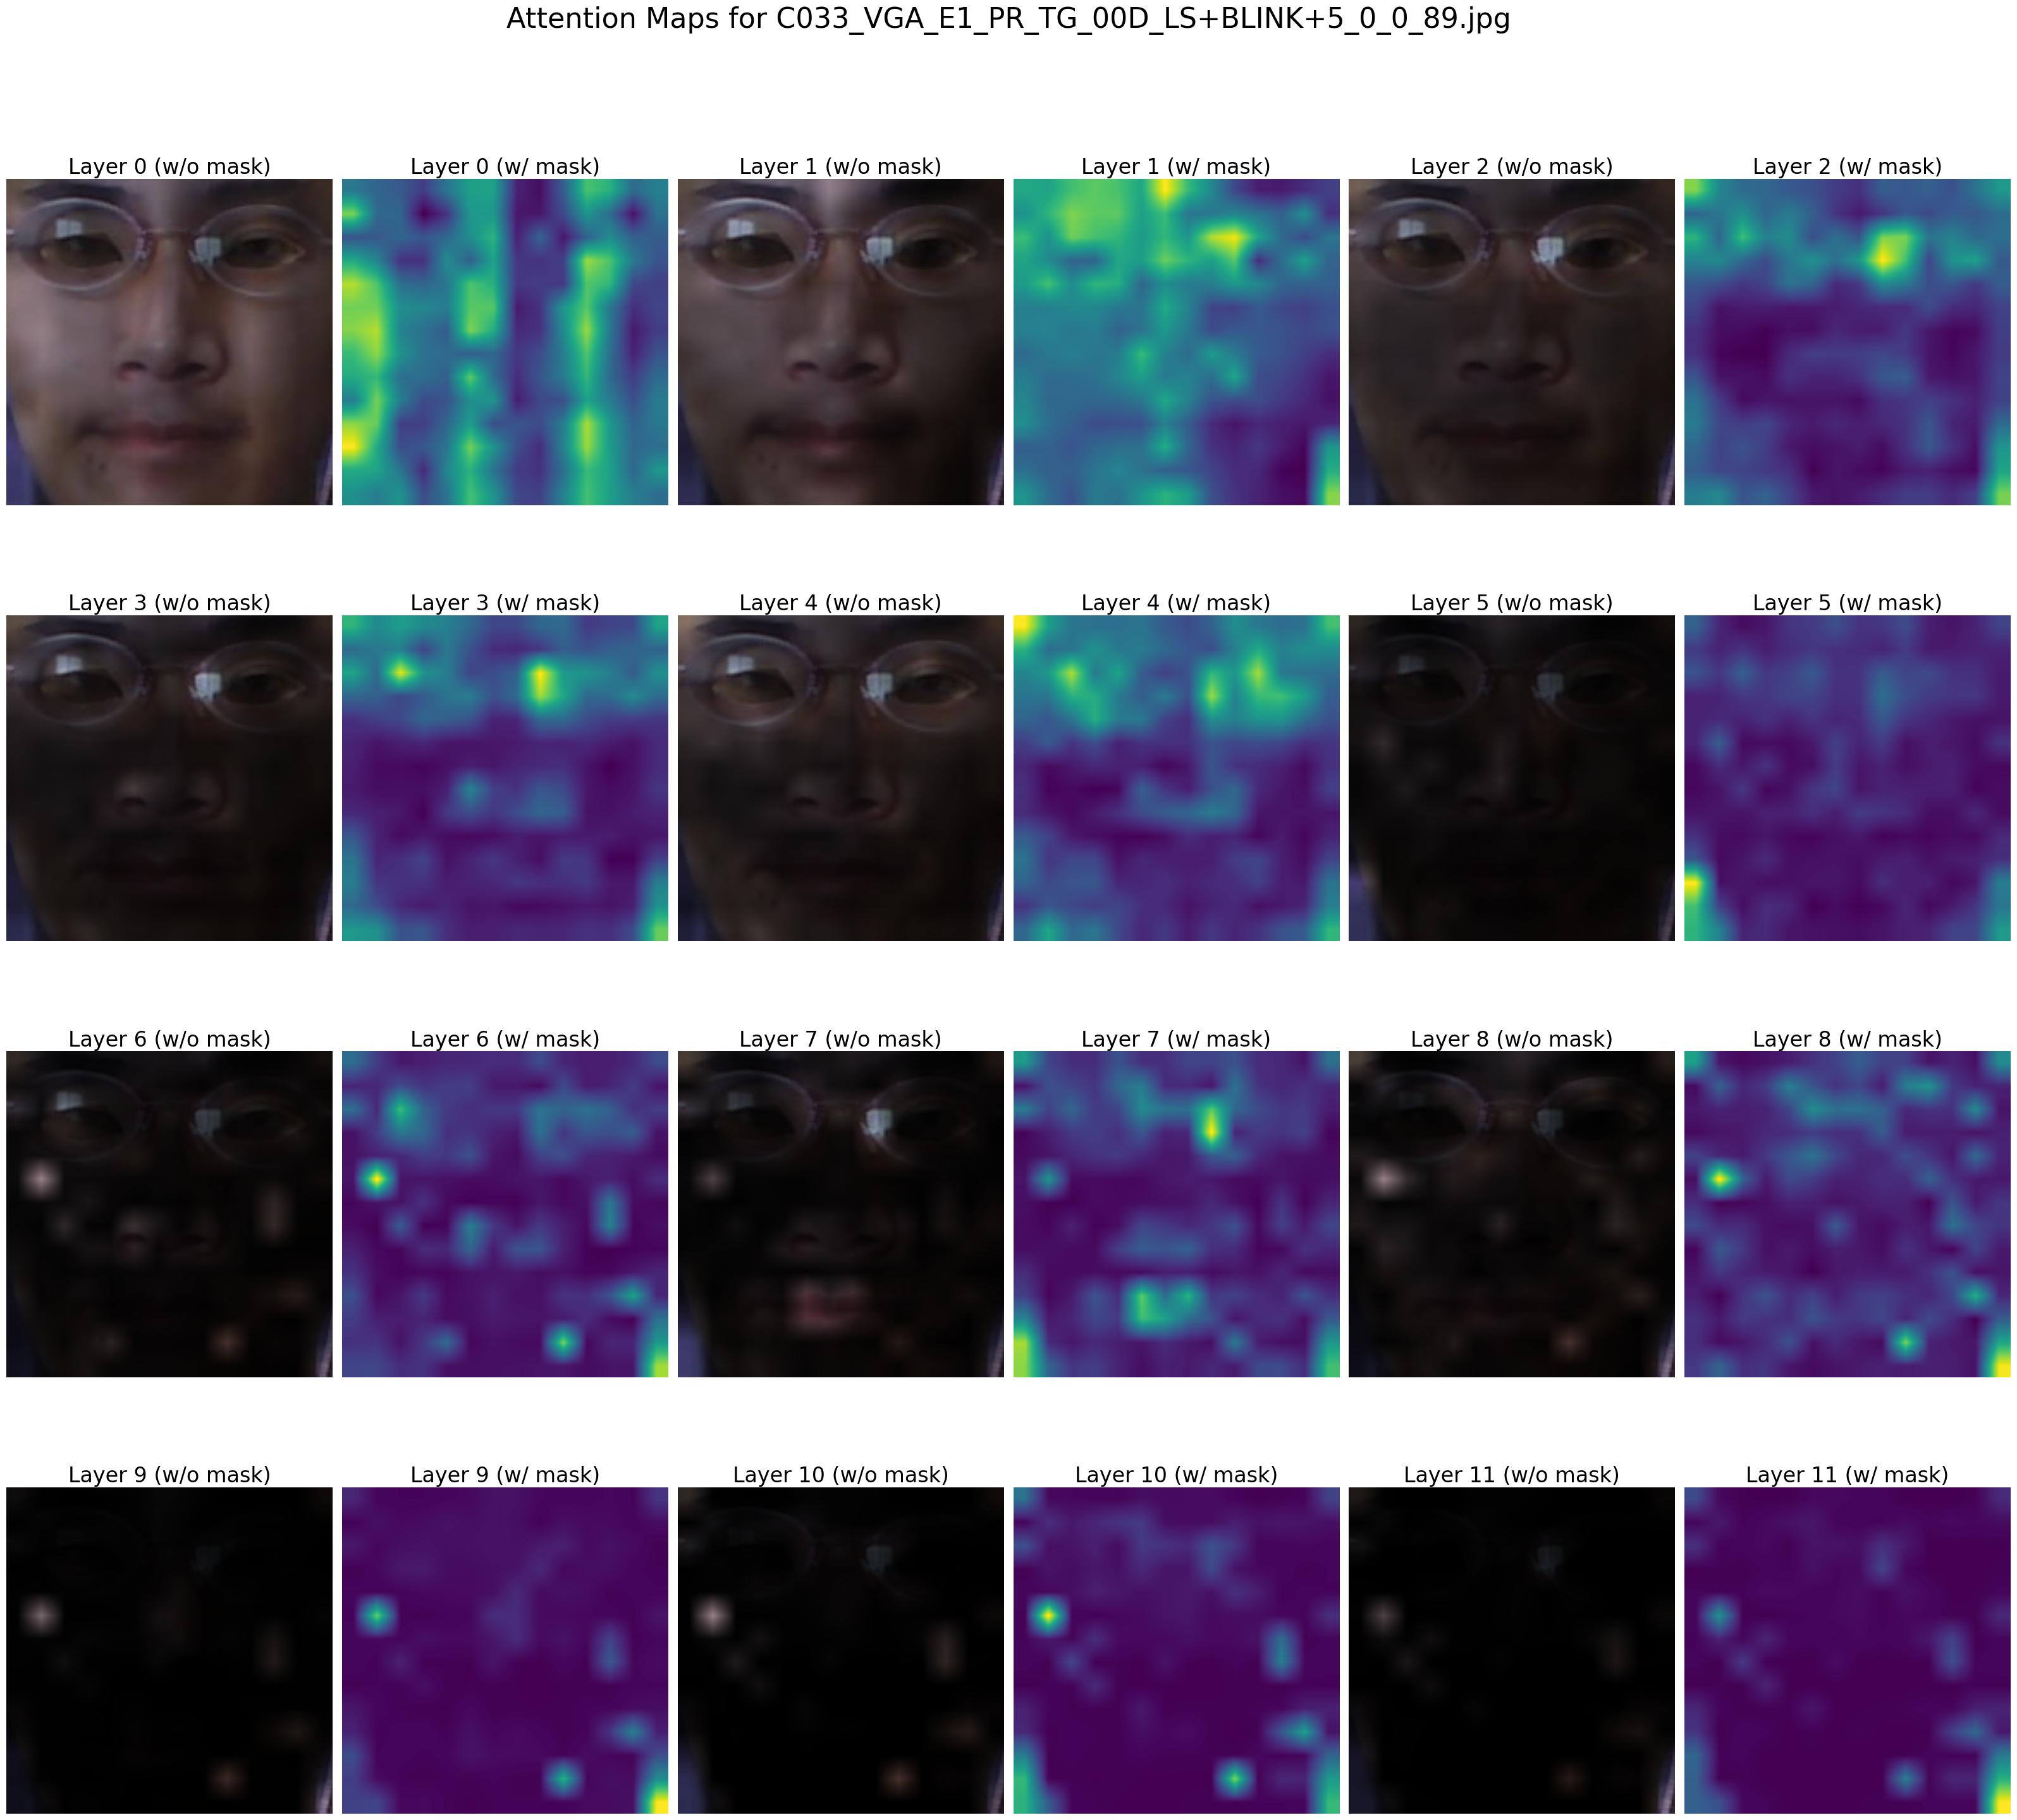 Attention Maps for C033_VGA_E1_PR_TG_00D_LS+BLINK+5_0_0_89.jpg
Layer 0 (w/o mask) Layer 0 (w/ mask) Layer 1 (w/o mask) Layer 1 (w/ mask) Layer 2 (w/o mask) Layer 2 (w/ mask)
Layer 3 (w/o mask) Layer 3 (w/ mask) Layer 4 (w/o mask) Layer 4 (w/ mask) Layer 5 (w/o mask) Layer 5 (w/ mask)
Layer 6 (w/o mask) Layer 6 (w/ mask) Layer 7 (w/o mask) Layer 7 (w/ mask) Layer 8 (w/o mask) Layer 8 (w/ mask)
Layer 9 (w/o mask) Layer 9 (w/ mask) Layer 10 (w/o mask) Layer 10 (w/ mask) Layer 11 (w/o mask) Layer 11 (w/ mask)